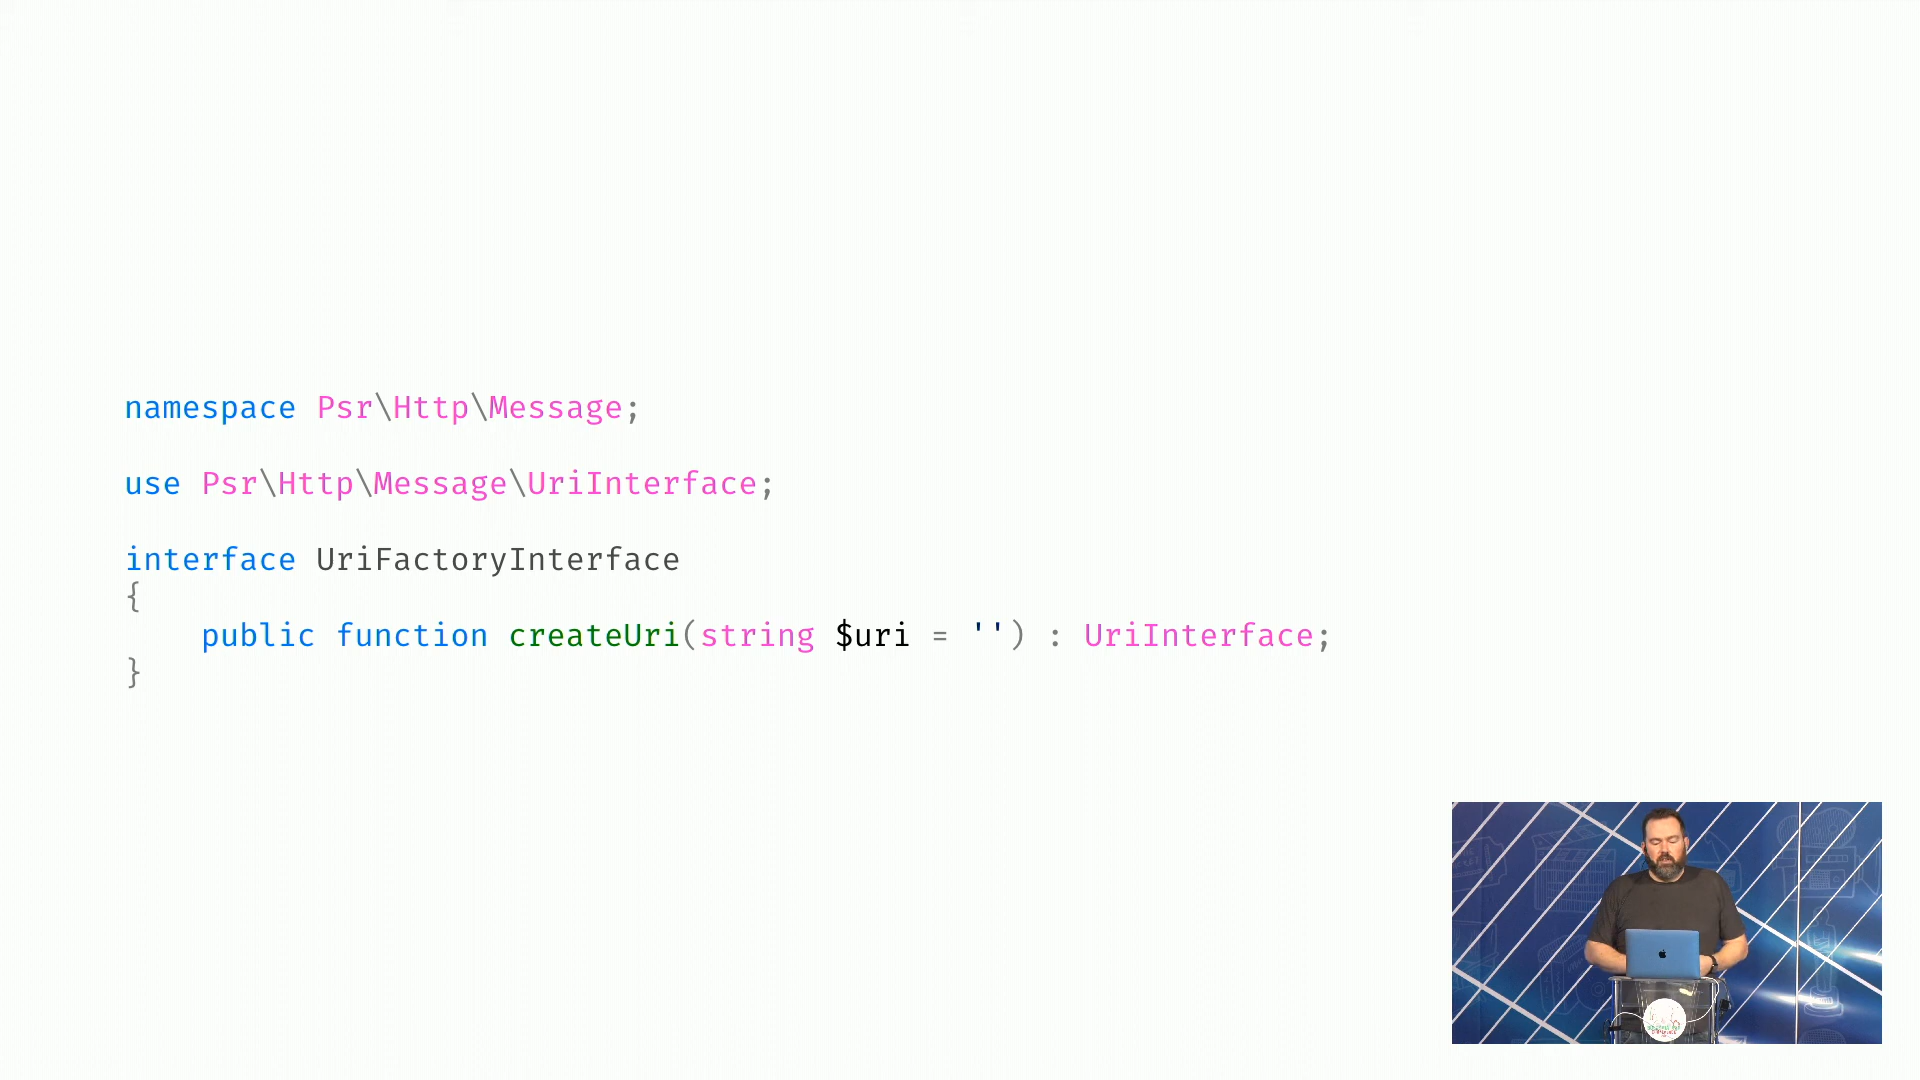 namespace Psr\Http\Message;
use Psr\Http\Message\UriInterface;
interface UriFactoryInterface
{
    public function createUri(string $uri = '') : UriInterface;
}